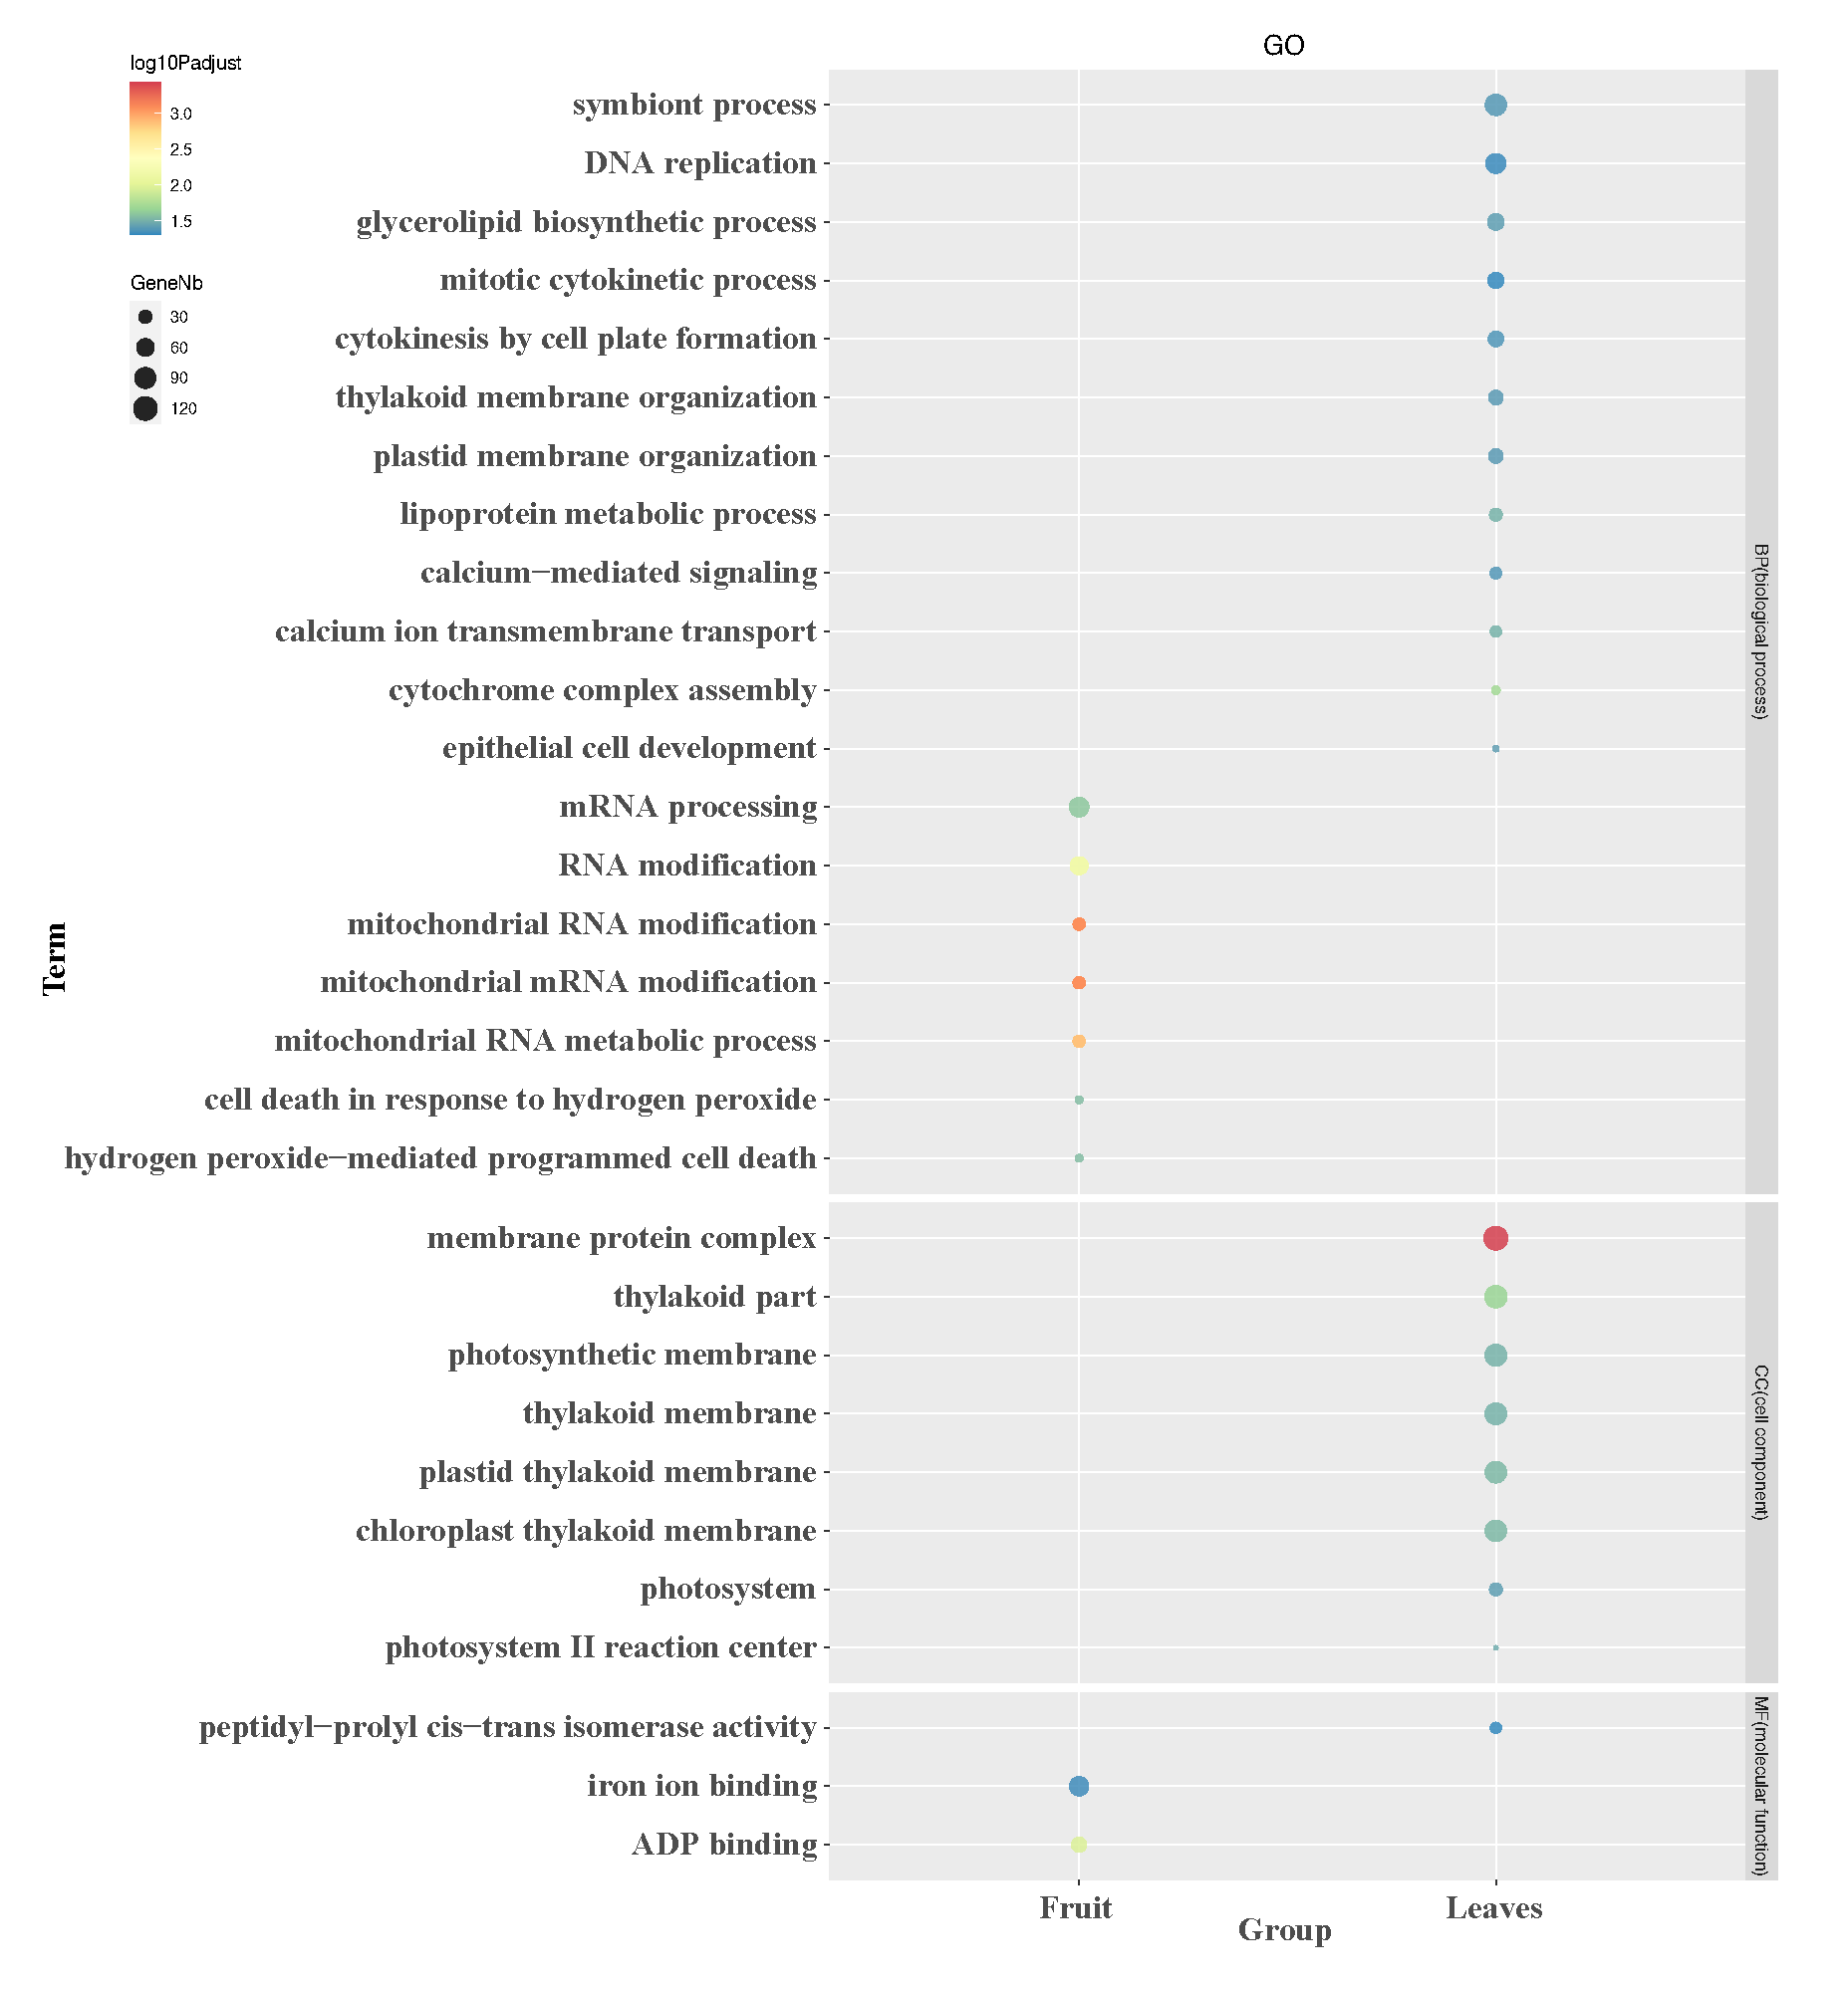 GO
log10Padjust
3.0
2.5
2.0
1.5
GeneNb
30
60
90
120
Term
symbiont process
DNA replication
glycerolipid biosynthetic process
mitotic cytokinetic process
cytokinesis by cell plate formation
thylakoid membrane organization
plastid membrane organization
lipoprotein metabolic process
calcium−mediated signaling
calcium ion transmembrane transport
cytochrome complex assembly
epithelial cell development
mRNA processing
RNA modification
mitochondrial RNA modification
mitochondrial mRNA modification
mitochondrial RNA metabolic process
cell death in response to hydrogen peroxide
hydrogen peroxide−mediated programmed cell death
BP(biological process)
membrane protein complex
thylakoid part
photosynthetic membrane
thylakoid membrane
plastid thylakoid membrane
chloroplast thylakoid membrane
photosystem
photosystem II reaction center
CC(cell component)
peptidyl−prolyl cis−trans isomerase activity
iron ion binding
ADP binding
MF(molecular function)
Fruit
Leaves
Group